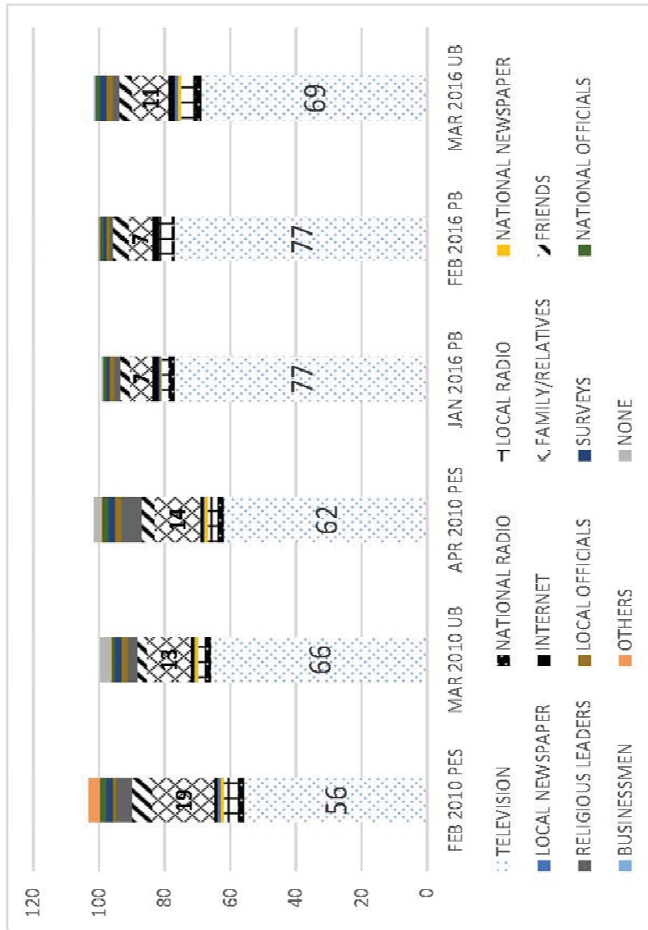 120
100
80
60
40
20
0
19
13
14
7
7
11
56
66
62
77
77
69
FEB 2010 PES
MAR 2010 UB
APR 2010 PES
JAN 2016 PB
FEB 2016 PB
MAR 2016 UB
TELEVISION
NATIONAL RADIO
LOCAL RADIO
NATIONAL NEWSPAPER
LOCAL NEWSPAPER
INTERNET
FAMILY/RELATIVES
FRIENDS
RELIGIOUS LEADERS
LOCAL OFFICIALS
SURVEYS
NATIONAL OFFICIALS
BUSINESSMEN
OTHERS
NONE